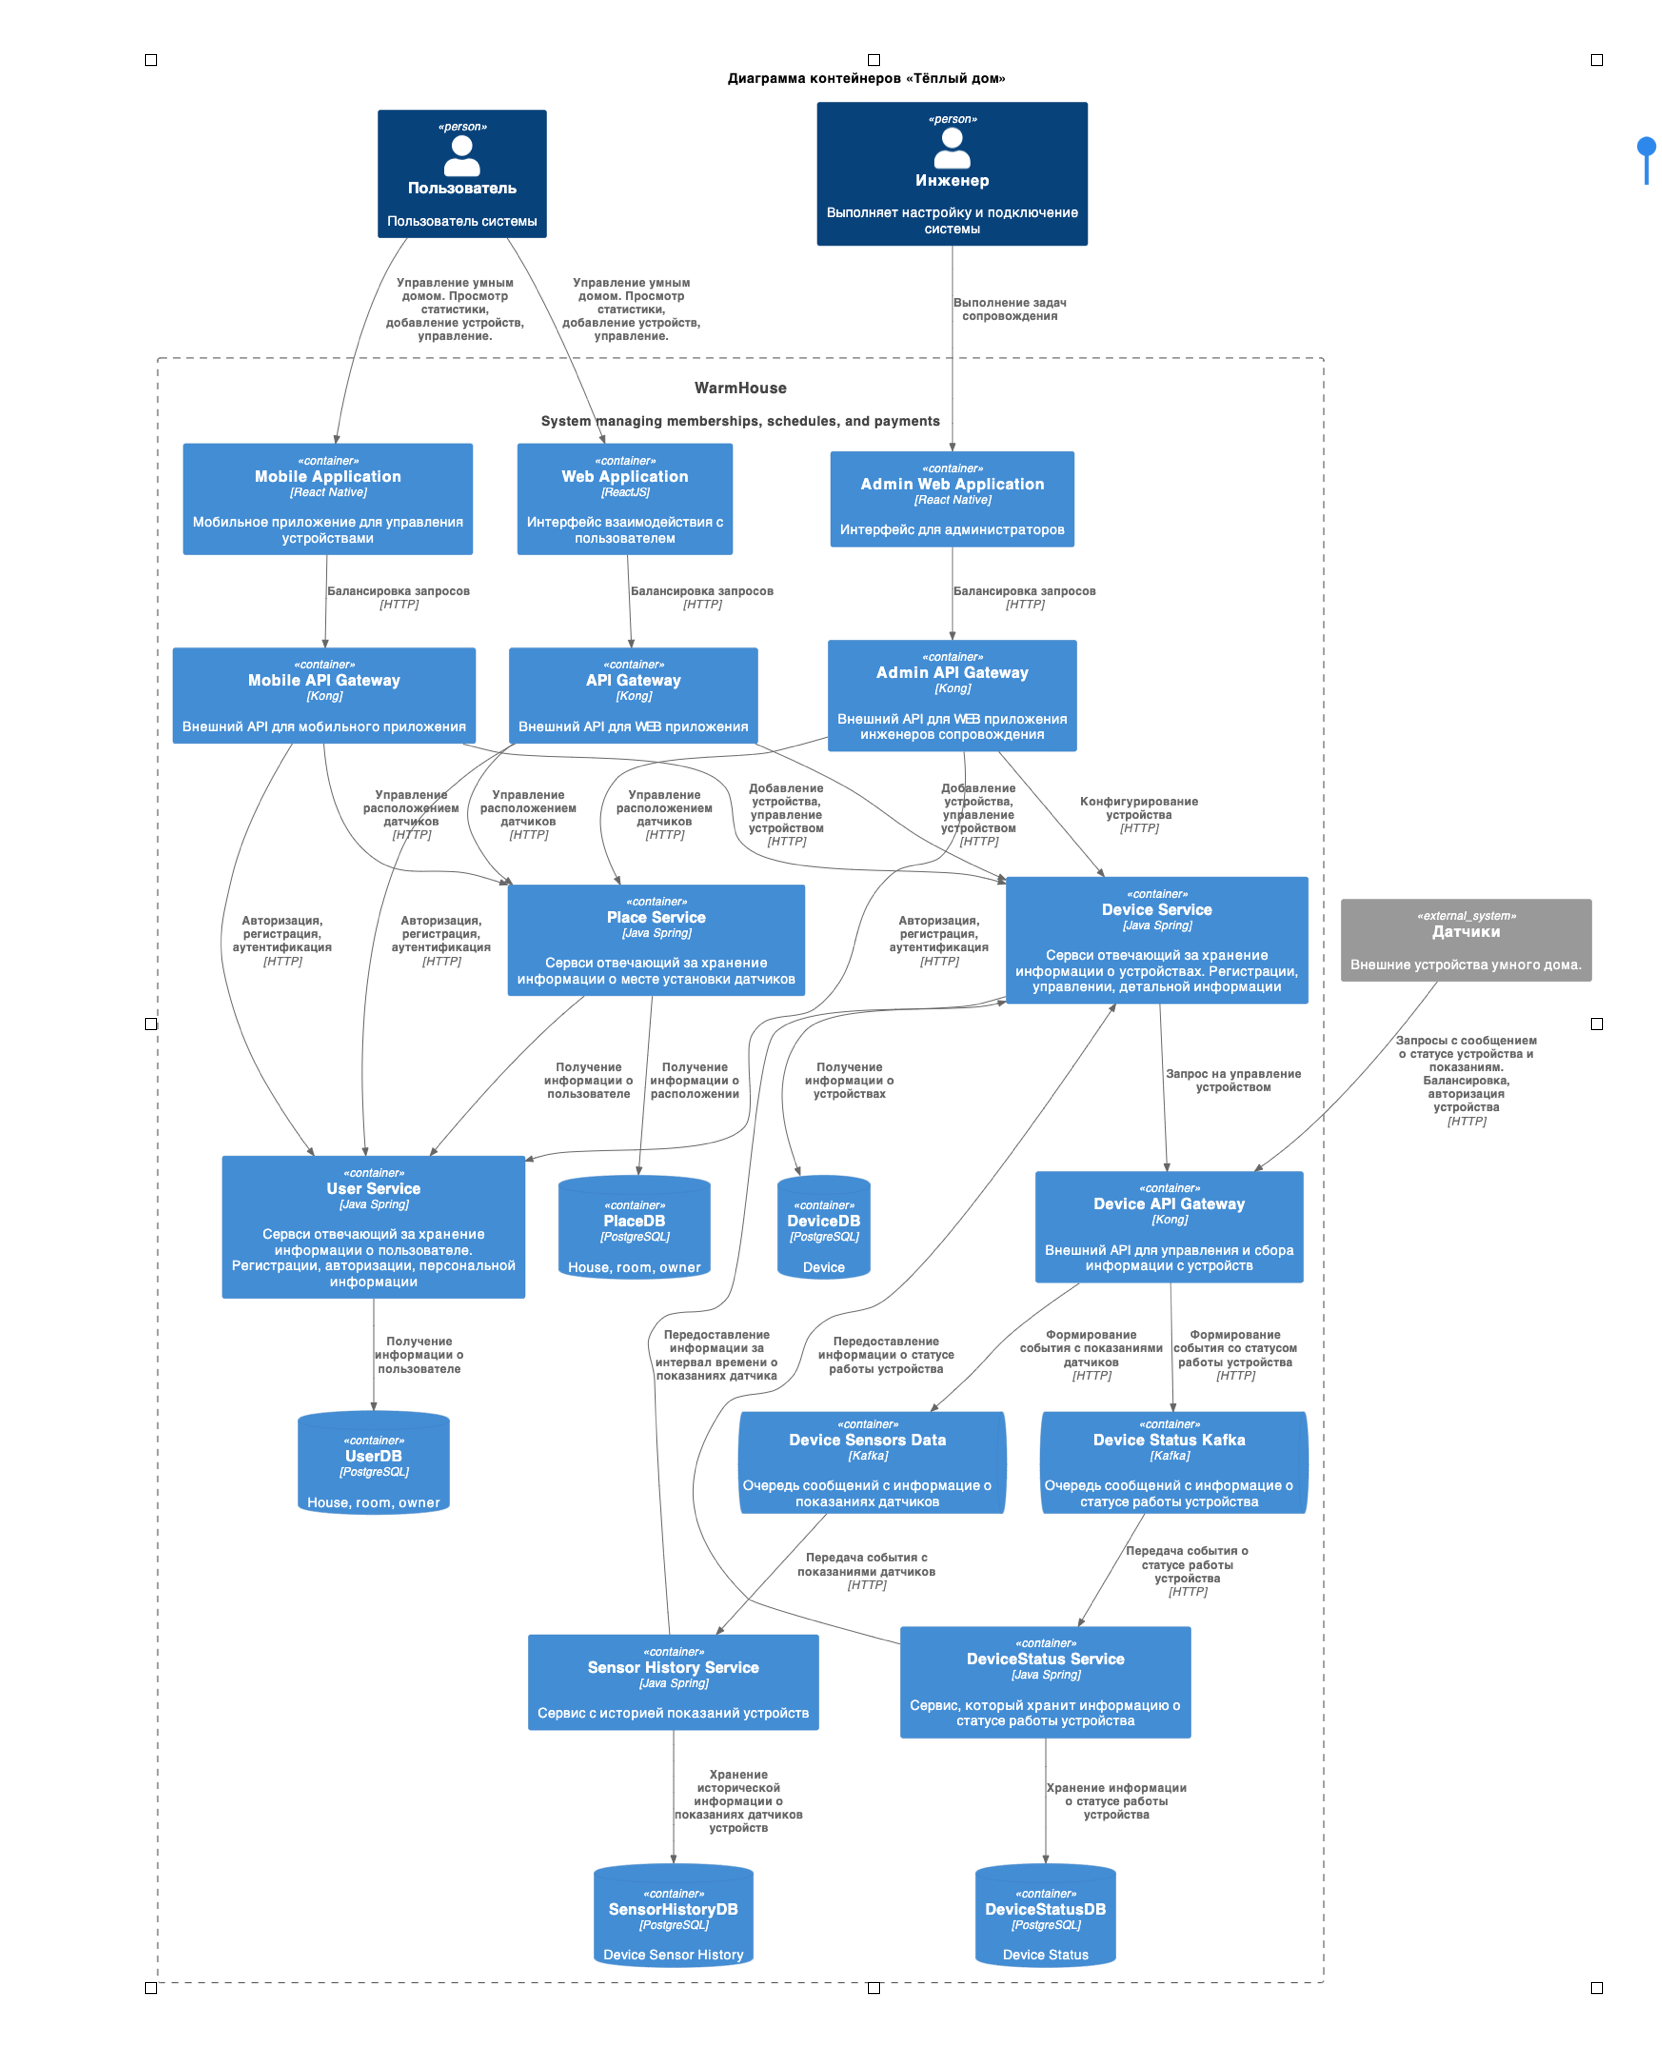 Диаграмма контейнеров «Тёплый дом»
«person»
Пользователь
Пользователь системы
«person»
Инженер
Выполняет настройку и подключение
системы
Управление умным
домом. Просмотр
статистики,
добавление устройств,
управление.
Управление умным
домом. Просмотр
статистики,
добавление устройств,
управление.
Выполнение задач
сопровождения
WarmHouse
System managing memberships, schedules, and payments
«container»
Mobile Application
[React Native]
Мобильное приложение для управления
устройствами
«container»
Web Application
[ReactJS]
Интерфейс взаимодействия с
пользователем
«container»
Admin Web Application
[React Native]
Интерфейс для администраторов
Балансировка запросов
[HTTP]
Балансировка запросов
[HTTP]
Балансировка запросов
[HTTP]
«container»
Mobile API Gateway
[Kong]
Внешний API для мобильного приложения
«container»
API Gateway
[Kong]
Внешний API для WEB приложения
«container»
Admin API Gateway
[Kong]
Внешний API для WEB приложения
инженеров сопровождения
Управление
расположением
датчиков
[HTTP]
Управление
расположением
датчиков
[HTTP]
Управление
расположением
датчиков
[HTTP]
Добавление
устройства,
управление
устройством
[HTTP]
Добавление
устройства,
управление
устройством
[HTTP]
Конфигурирование
устройства
[HTTP]
Авторизация,
регистрация,
аутентификация
[HTTP]
Авторизация,
регистрация,
аутентификация
[HTTP]
«container»
Place Service
[Java Spring]
Сервси отвечающий за хранение
информации о месте установки датчиков
Авторизация,
регистрация,
аутентификация
[HTTP]
«container»
Device Service
[Java Spring]
Сервси отвечающий за хранение
информации о устройствах. Регистрации,
управлении, детальной информации
«external_system»
Датчики
Внешние устройства умного дома.
Получение
информации о
пользователе
Получение
информации о
расположении
Получение
информации о
устройствах
Запрос на управление
устройством
Запросы с сообщением
о статусе устройства и
показаниям.
Балансировка,
авторизация
устройства
[HTTP]
«container»
User Service
[Java Spring]
Сервси отвечающий за хранение
информации о пользователе.
Регистрации, авторизации, персональной
информации
«container»
PlaceDB
[PostgreSQL]
House, room, owner
«container»
DeviceDB
[PostgreSQL]
Device
«container»
Device API Gateway
[Kong]
Внешний API для управления и сбора
информации с устройств
Получение
информации о
пользователе
Передоставление
информации за
интервал времени о
показаниях датчика
Передоставление
информации о статусе
работы устройства
Формирование
события с показаниями
датчиков
[HTTP]
Формирование
события со статусом
работы устройства
[HTTP]
«container»
UserDB
[PostgreSQL]
House, room, owner
«container»
Device Sensors Data
[Kafka]
Очередь сообщений с информацие о
показаниях датчиков
«container»
Device Status Kafka
[Kafka]
Очередь сообщений с информацие о
статусе работы устройства
Передача события с
показаниями датчиков
[HTTP]
Передача события о
статусе работы
устройства
[HTTP]
«container»
Sensor History Service
[Java Spring]
Сервис с историей показаний устройств
«container»
DeviceStatus Service
[Java Spring]
Сервис, который хранит информацию о
статусе работы устройства
Хранение
исторической
информации о
показаниях датчиков
устройств
Хранение информации
о статусе работы
устройства
«container»
SensorHistoryDB
[PostgreSQL]
Device Sensor History
«container»
DeviceStatusDB
[PostgreSQL]
Device Status